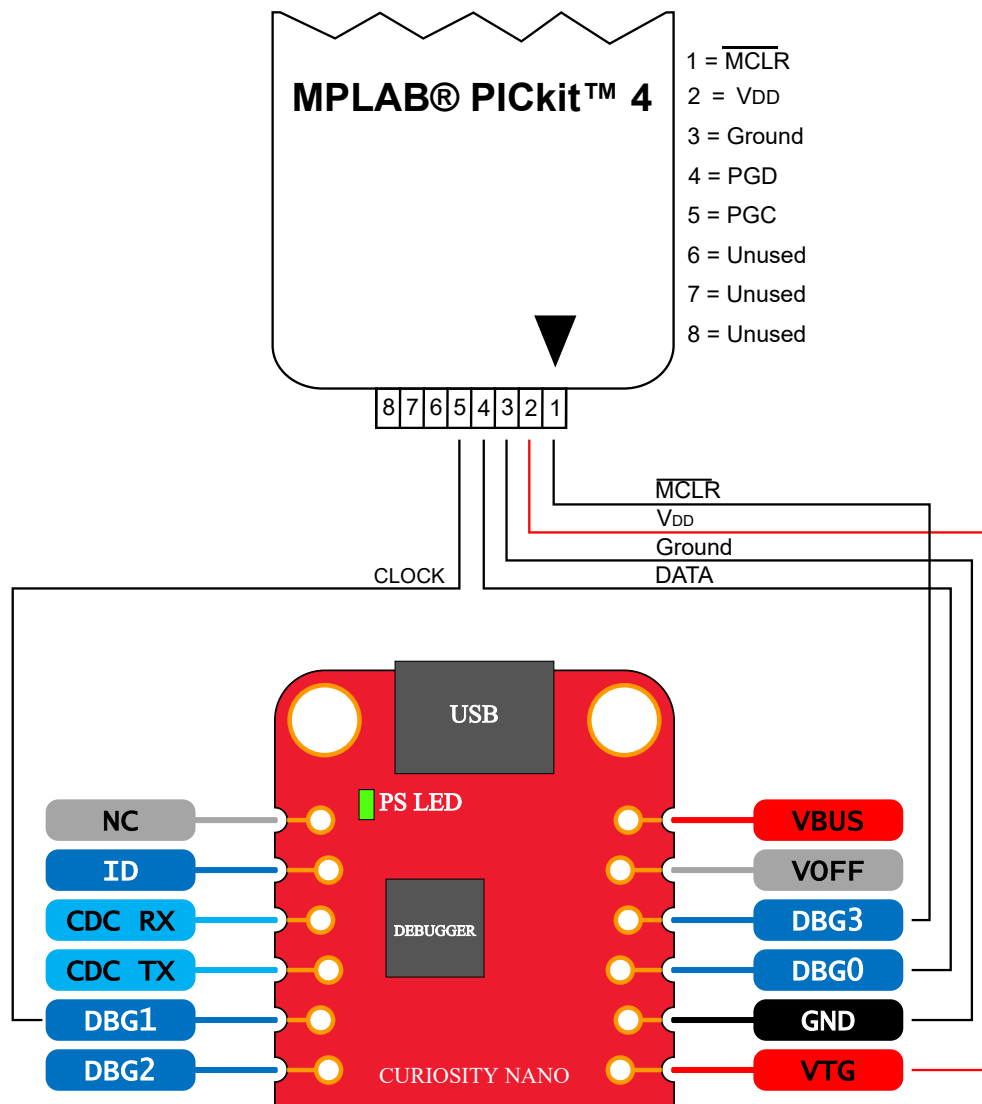 MPLAB® PICkit™ 4
1 = MCLR
2 = VDD
3 = Ground
4 = PGD
5 = PGC
6 = Unused
7 = Unused
8 = Unused
8 7 6 5 4 3 2 1
MCLR
VDD
Ground
CLOCK
DATA
USB
PS LED
NC
VBUS
ID
VOFF
CDC RX
DEBUGGER
DBG3
CDC TX
DBG0
DBG1
GND
DBG2
CURIOSITY NANO
VTG